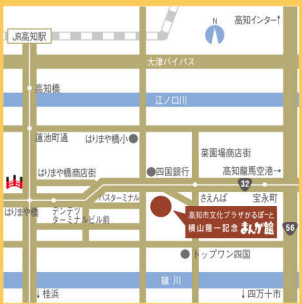 N
高知インター↑
JR高知駅
大津バイパス
高知橋
江ノ口川
蓮池町通
はりまや橋小
菜園場商店街
はりまや橋商店街
四国銀行
高知龍馬空港→
32
バスターミナル
さえんば
宝永町
はりまや橋
デンテツ
ターミナルビル前
高知市文化プラザかるぽーと
横山隆一記念まんが館
56
トップワン四国
鏡川
↓桂浜
↓四万十市